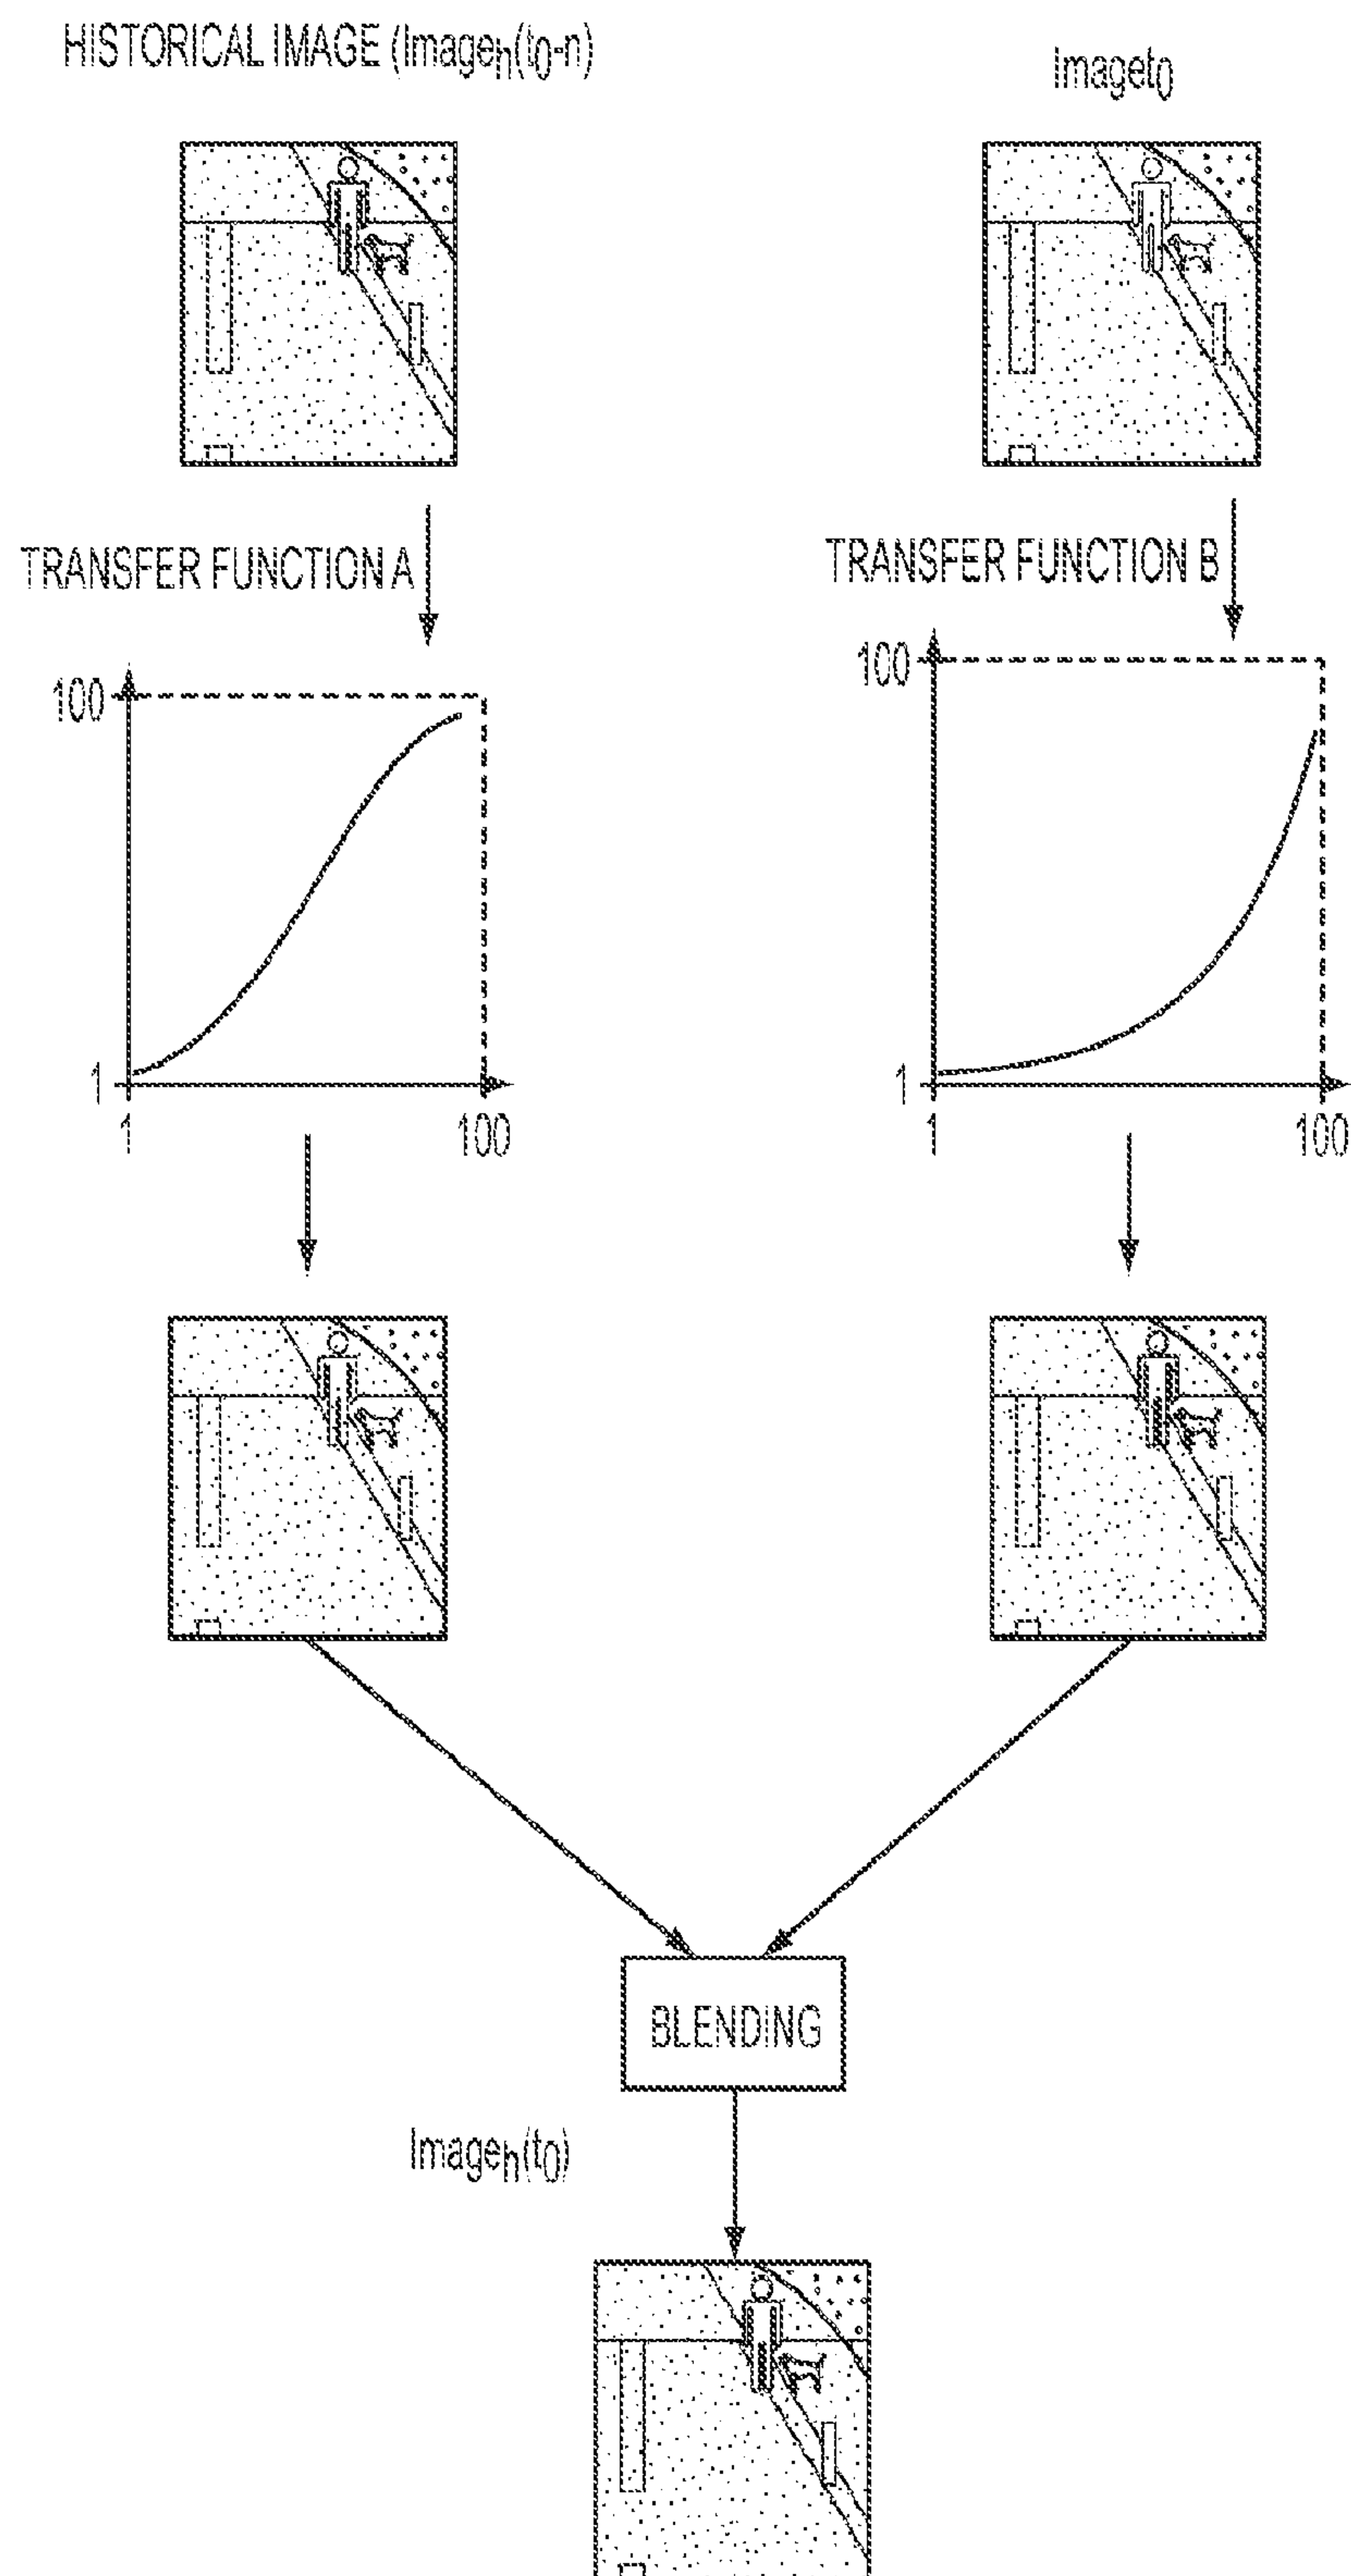 HISTORICAL IMAGE (Imageh(t0-n)
Imaget0
TRANSFER FUNCTION A
TRANSFER FUNCTION B
100
1
1
100
100
1
1
100
BLENDING
Imageh(t0)